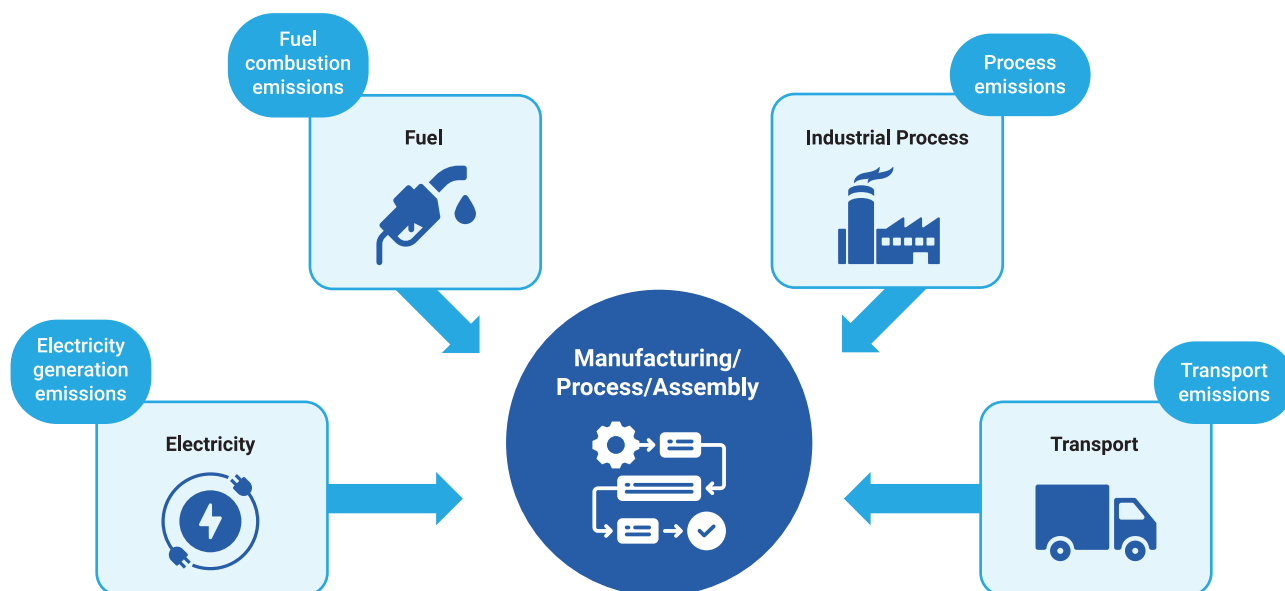 Fuel
combustion
emissions
Fuel
Process
emissions
Industrial Process
Electricity
generation
emissions
Electricity
Manufacturing/
Process/Assembly
Transport
emissions
Transport